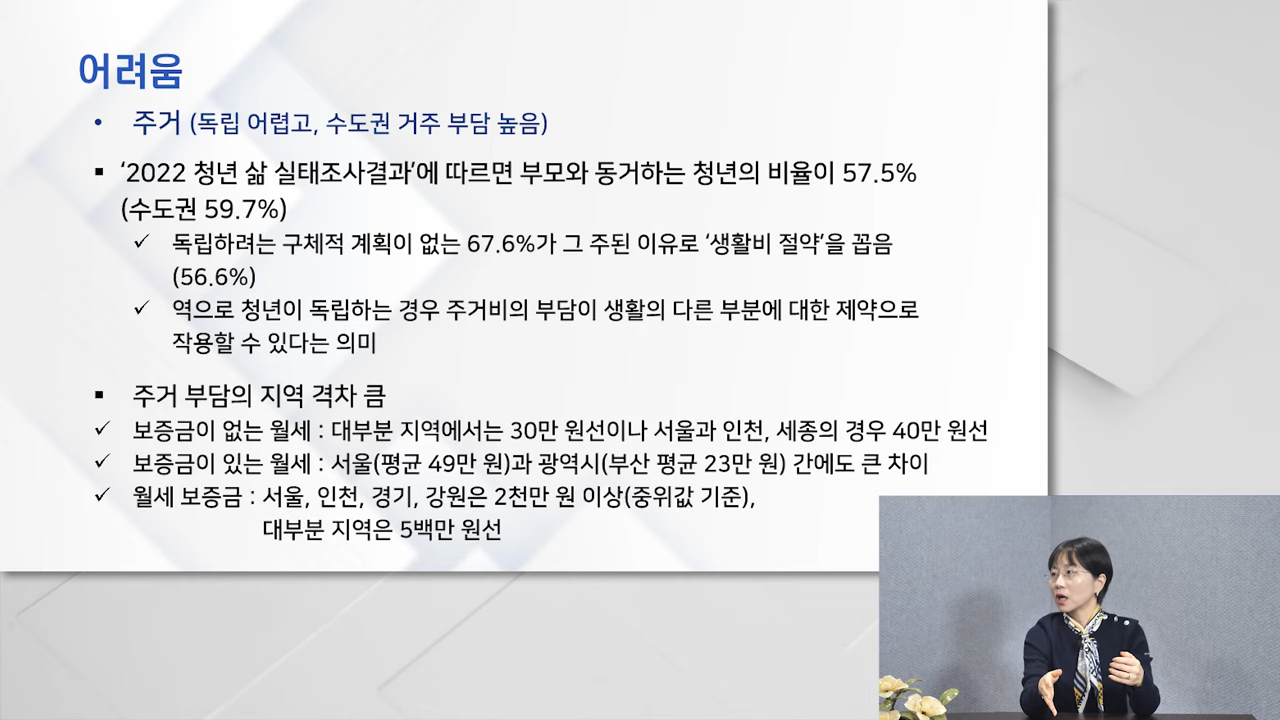 어려움
• 주거 (독립 어렵고, 수도권 거주 부담 높음)
▪ ‘2022 청년 삶 실태조사결과’에 따르면 부모와 동거하는 청년의 비율이 57.5%
(수도권 59.7%)
✓ 독립하려는 구체적 계획이 없는 67.6%가 그 주된 이유로 ‘생활비 절약’을 꼽음
(56.6%)
✓ 역으로 청년이 독립하는 경우 주거비의 부담이 생활의 다른 부분에 대한 제약으로
작용할 수 있다는 의미
▪ 주거 부담의 지역 격차 큼
✓ 보증금이 없는 월세 : 대부분 지역에서는 30만 원선이나 서울과 인천, 세종의 경우 40만 원선
✓ 보증금이 있는 월세 : 서울(평균 49만 원)과 광역시(부산 평균 23만 원) 간에도 큰 차이
✓ 월세 보증금 : 서울, 인천, 경기, 강원은 2천만 원 이상(중위값 기준),
대부분 지역은 5백만 원선